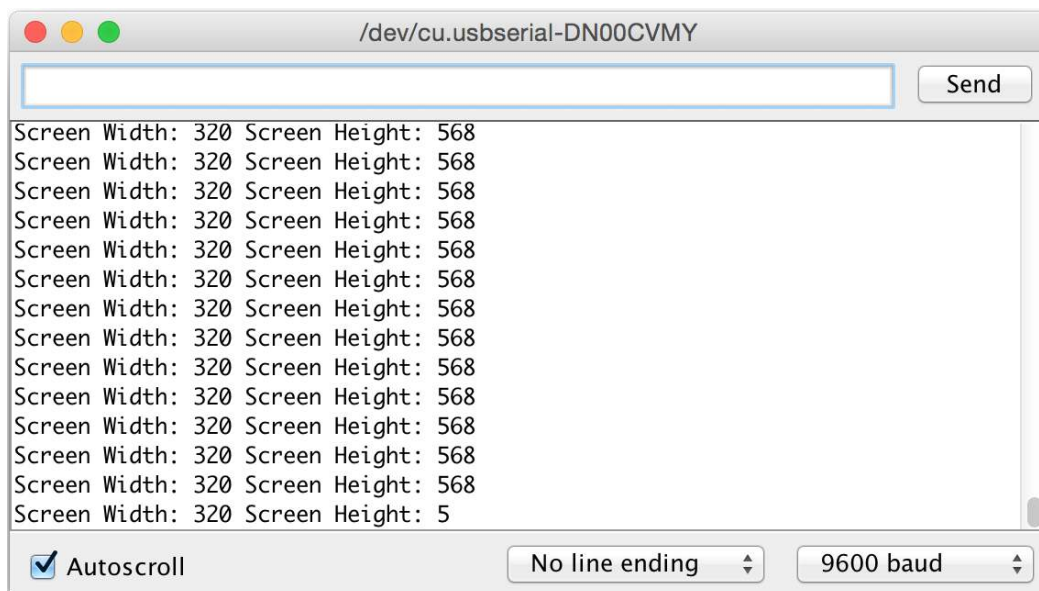 /dev/cu.usbserial-DN00CVMY
Send
Screen Width: 320 Screen Height: 568
Screen Width: 320 Screen Height: 568
Screen Width: 320 Screen Height: 568
Screen Width: 320 Screen Height: 568
Screen Width: 320 Screen Height: 568
Screen Width: 320 Screen Height: 568
Screen Width: 320 Screen Height: 568
Screen Width: 320 Screen Height: 568
Screen Width: 320 Screen Height: 568
Screen Width: 320 Screen Height: 568
Screen Width: 320 Screen Height: 568
Screen Width: 320 Screen Height: 568
Screen Width: 320 Screen Height: 568
Screen Width: 320 Screen Height: 5
Autoscroll No line ending 9600 baud